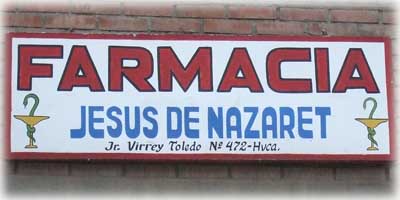 FARMACIA
JESUS DE NAZARET
Jr. Virrey Toledo Nº 472-Hvca.